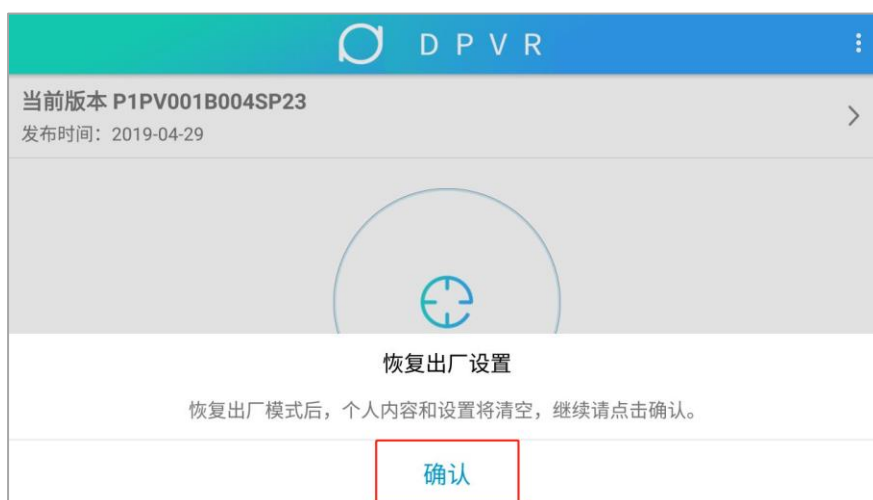 DPVR
当前版本 P1PV001B004SP23
发布时间：2019-04-29
恢复出厂设置
恢复出厂模式后，个人内容和设置将清空，继续请点击确认。
确认